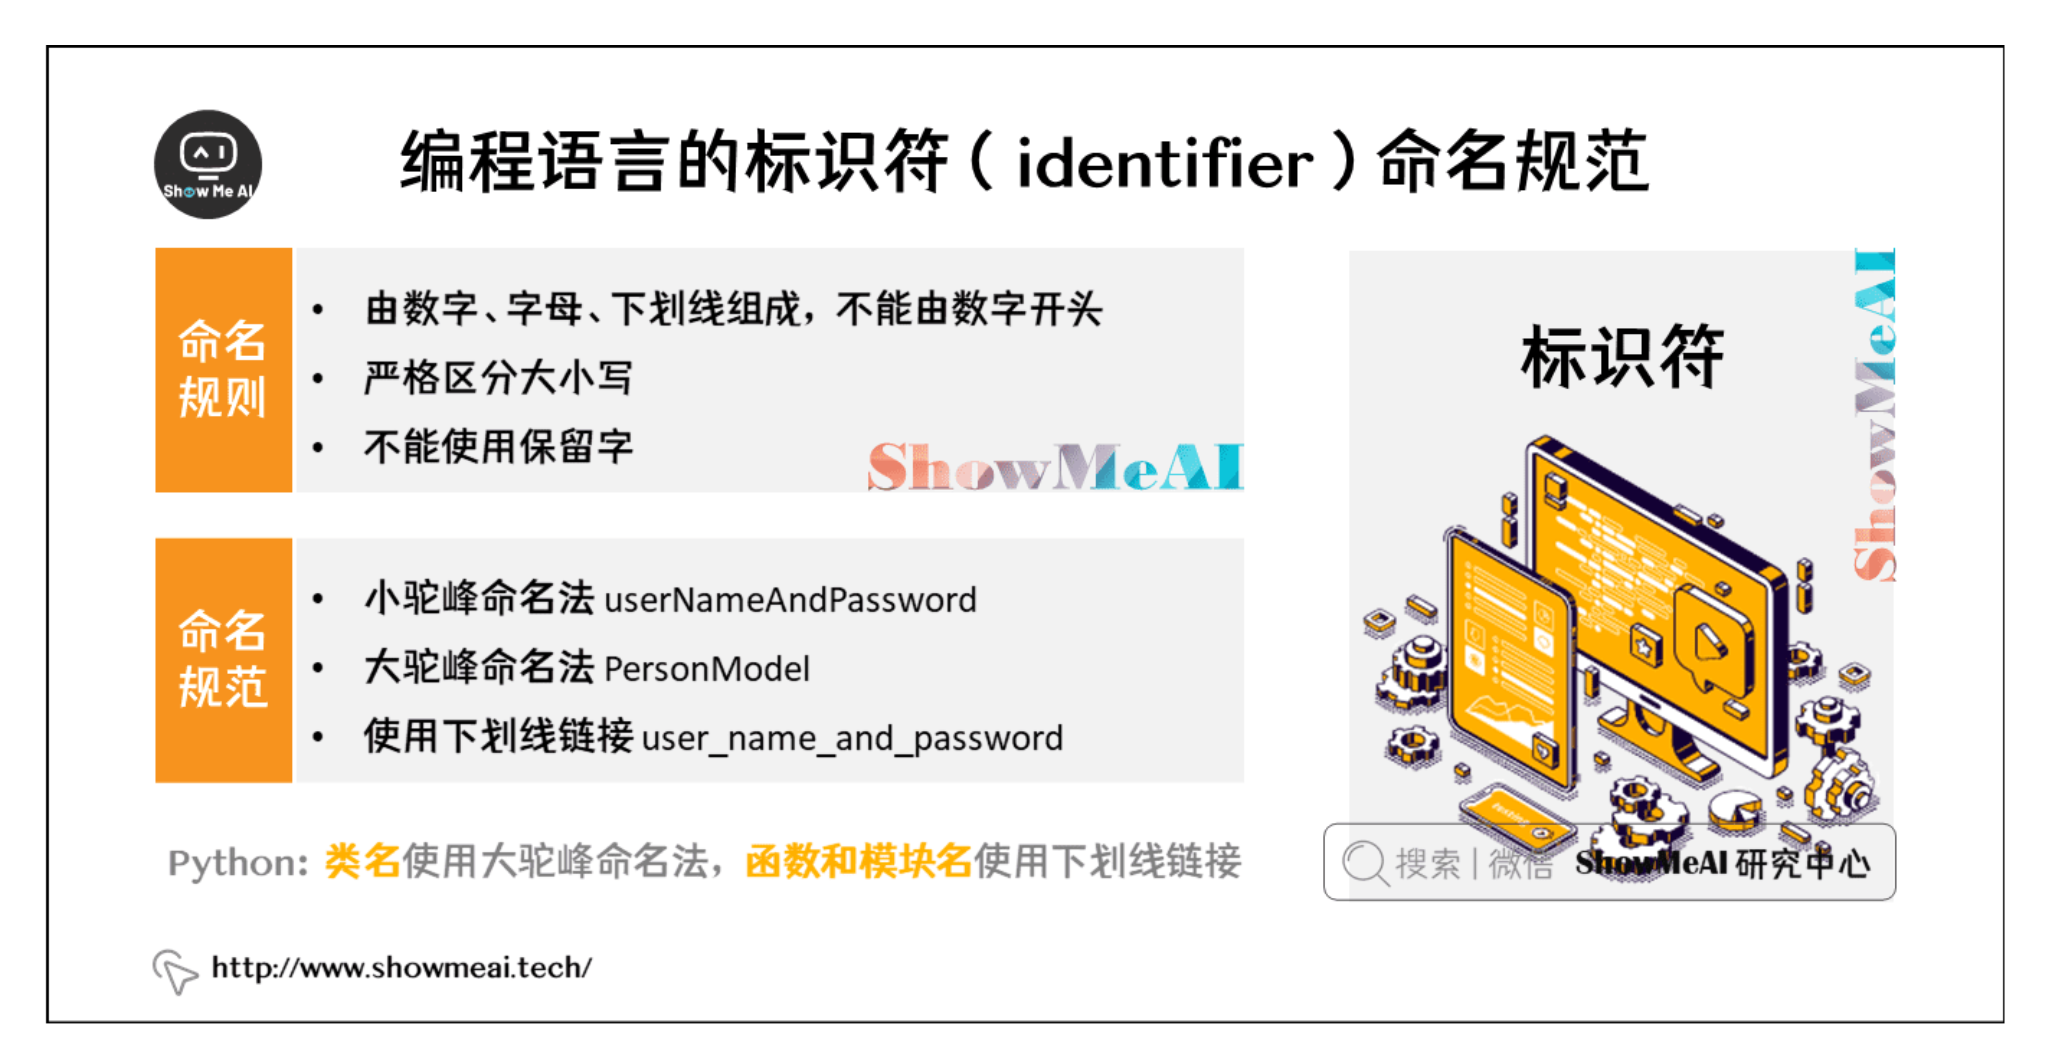 Show Me AI
编程语言的标识符（identifier）命名规范
命名
规则
• 由数字、字母、下划线组成，不能由数字开头
• 严格区分大小写
• 不能使用保留字
ShowMeAI
命名
规范
• 小驼峰命名法 userNameAndPassword
• 大驼峰命名法 PersonModel
• 使用下划线链接 user_name_and_password
Python: 类名使用大驼峰命名法，函数和模块名使用下划线链接
http://www.showmeai.tech/
标识符
ShowMeAI
testing
搜索 | 微信 ShowMeAI 研究中心